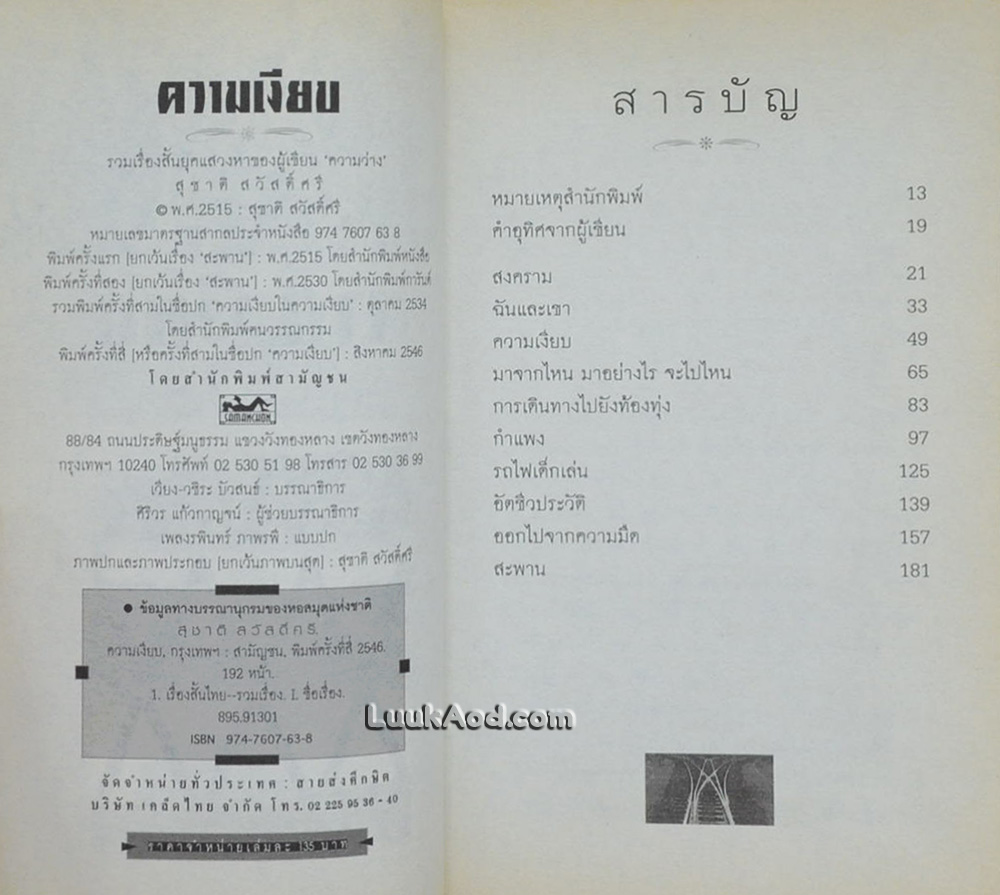 ความเงียบ
รวมเรื่องสั้นยุคแสวงหาของผู้เขียน ‘ความว่าง’
สุชาติ สวัสดิ์ศรี
© พ.ศ.2515 : สุชาติ สวัสดิ์ศรี
หมายเลขมาตรฐานสากลประจำหนังสือ 974 7607 63 8
พิมพ์ครั้งแรก [ยกเว้นเรื่อง ‘สะพาน’] : พ.ศ.2515 โดยสำนักพิมพ์หนังสือ
พิมพ์ครั้งที่สอง [ยกเว้นเรื่อง ‘สะพาน’] : พ.ศ.2530 โดยสำนักพิมพ์การันต์
รวมพิมพ์ครั้งที่สามในชื่อปก ‘ความเงียบในความเงียบ’ : ตุลาคม 2534
โดยสำนักพิมพ์คนวรรณกรรม
พิมพ์ครั้งที่สี่ [หรือครั้งที่สามในชื่อปก ‘ความเงียบ’] : สิงหาคม 2546
โดยสำนักพิมพ์สามัญชน
88/84 ถนนประดิษฐ์มนูธรรม แขวงวังทองหลาง เขตวังทองหลาง
กรุงเทพฯ 10240 โทรศัพท์ 02 530 51 98 โทรสาร 02 530 36 99
เวียง-วชิระ บัวสนธ์ : บรรณาธิการ
ศิริวร แก้วกาญจน์ : ผู้ช่วยบรรณาธิการ
เพลงรพินทร์ ภาพรพี : แบบปก
ภาพปกและภาพประกอบ [ยกเว้นภาพบนสุด] : สุชาติ สวัสดิ์ศรี
● ข้อมูลทางบรรณานุกรมของหอสมุดแห่งชาติ
สุชาติ สวัสดิ์ศรี.
ความเงียบ, กรุงเทพฯ : สามัญชน, พิมพ์ครั้งที่สี่ 2546.
192 หน้า.
1. เรื่องสั้นไทย--รวมเรื่อง. I. ชื่อเรื่อง.
895.91301
ISBN 974-7607-63-8
จัดจำหน่ายทั่วประเทศ : สายส่งศึกษิต
บริษัท เคล็ดไทย จำกัด โทร. 02 225 95 36 - 40
ราคาจำหน่ายเล่มละ 135 บาท
สารบัญ
หมายเหตุสำนักพิมพ์ 13
คำอุทิศจากผู้เขียน 19
สงคราม 21
ฉันและเขา 33
ความเงียบ 49
มาจากไหน มาอย่างไร จะไปไหน 65
การเดินทางไปยังท้องทุ่ง 83
กำแพง 97
รถไฟเด็กเล่น 125
อัตชีวประวัติ 139
ออกไปจากความมืด 157
สะพาน 181
LuukAod.com